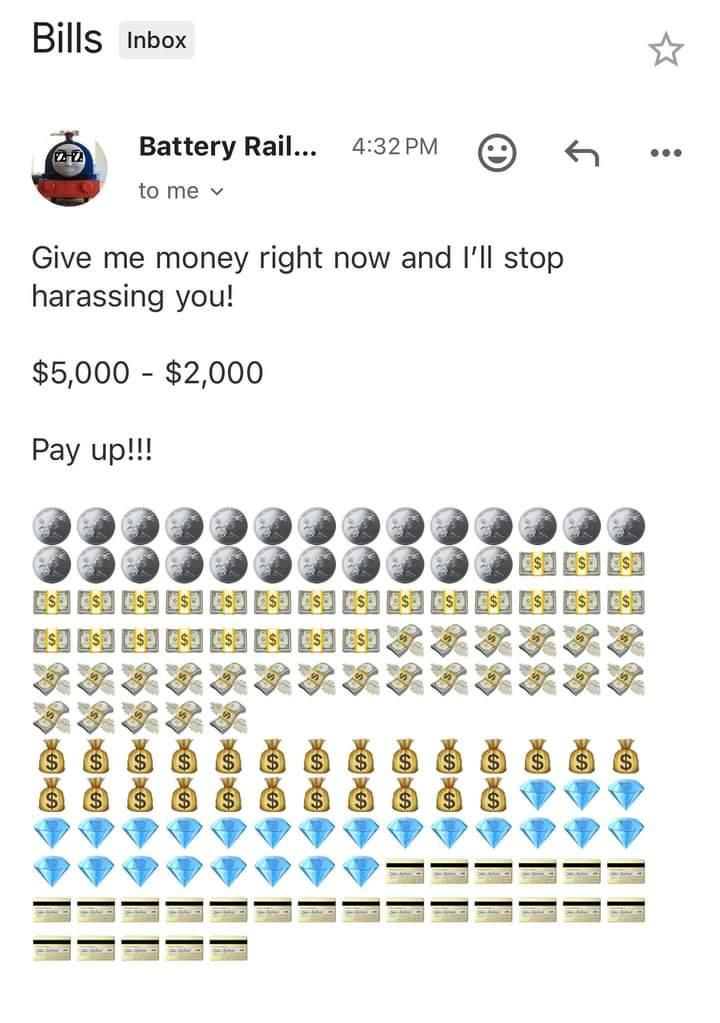 Bills Inbox
Battery Rail... 4:32 PM
to me
Give me money right now and I’ll stop
harassing you!
$5,000 - $2,000
Pay up!!!